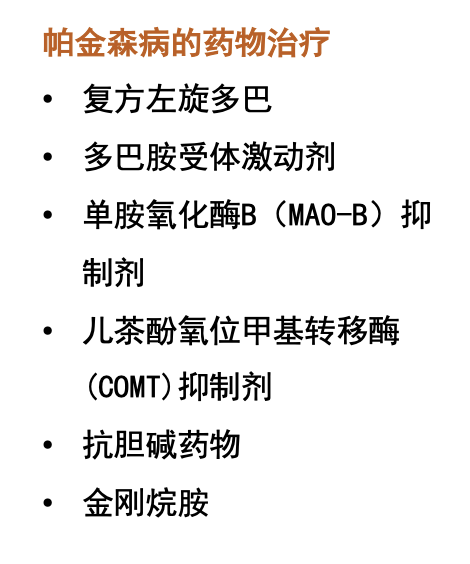 帕金森病的药物治疗
• 复方左旋多巴
• 多巴胺受体激动剂
• 单胺氧化酶B（MAO-B）抑
制剂
• 儿茶酚氧位甲基转移酶
(COMT)抑制剂
• 抗胆碱药物
• 金刚烷胺